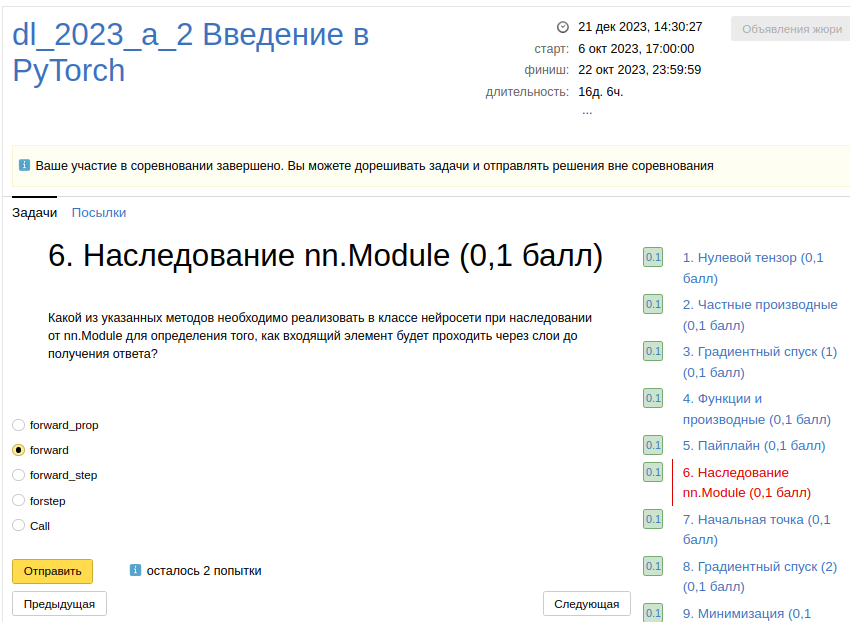 dl_2023_a_2 Введение в
PyTorch
21 дек 2023, 14:30:27
старт: 6 окт 2023, 17:00:00
финиш: 22 окт 2023, 23:59:59
длительность: 16д. 6ч.
...
Объявления жюри
Ваше участие в соревновании завершено. Вы можете дорешивать задачи и отправлять решения вне соревнования
Задачи Посылки
6. Наследование nn.Module (0,1 балл)
Какой из указанных методов необходимо реализовать в классе нейросети при наследовании
от nn.Module для определения того, как входящий элемент будет проходить через слои до
получения ответа?
forward_prop
forward
forward_step
forstep
Call
Отправить осталось 2 попытки
Предыдущая Следующая
0.1 1. Нулевой тензор (0,1
балл)
0.1 2. Частные производные
(0,1 балл)
0.1 3. Градиентный спуск (1)
(0,1 балл)
0.1 4. Функции и
производные (0,1 балл)
0.1 5. Пайплайн (0,1 балл)
0.1 6. Наследование
nn.Module (0,1 балл)
0.1 7. Начальная точка (0,1
балл)
0.1 8. Градиентный спуск (2)
(0,1 балл)
0.1 9. Минимизация (0,1